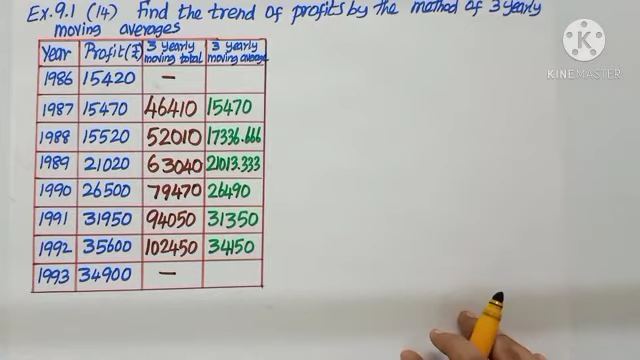 Ex.9.1 (14) Find the trend of profits by the method of 3 yearly
moving averages
Year Profit(₹) 3 yearly moving total 3 yearly moving average
1986 15420 —
1987 15470 46410 15470
1988 15520 52010 17336.666
1989 21020 63040 21013.333
1990 26500 79470 26490
1991 31950 94050 31350
1992 35600 102450 34150
1993 34900 —
KINEMASTER